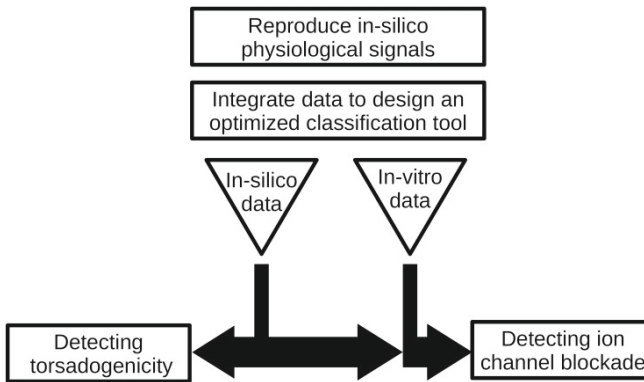 Reproduce in-silico
physiological signals
Integrate data to design an
optimized classification tool
In-silico
data
In-vitro
data
Detecting
torsadogenicity
Detecting ion
channel blockade